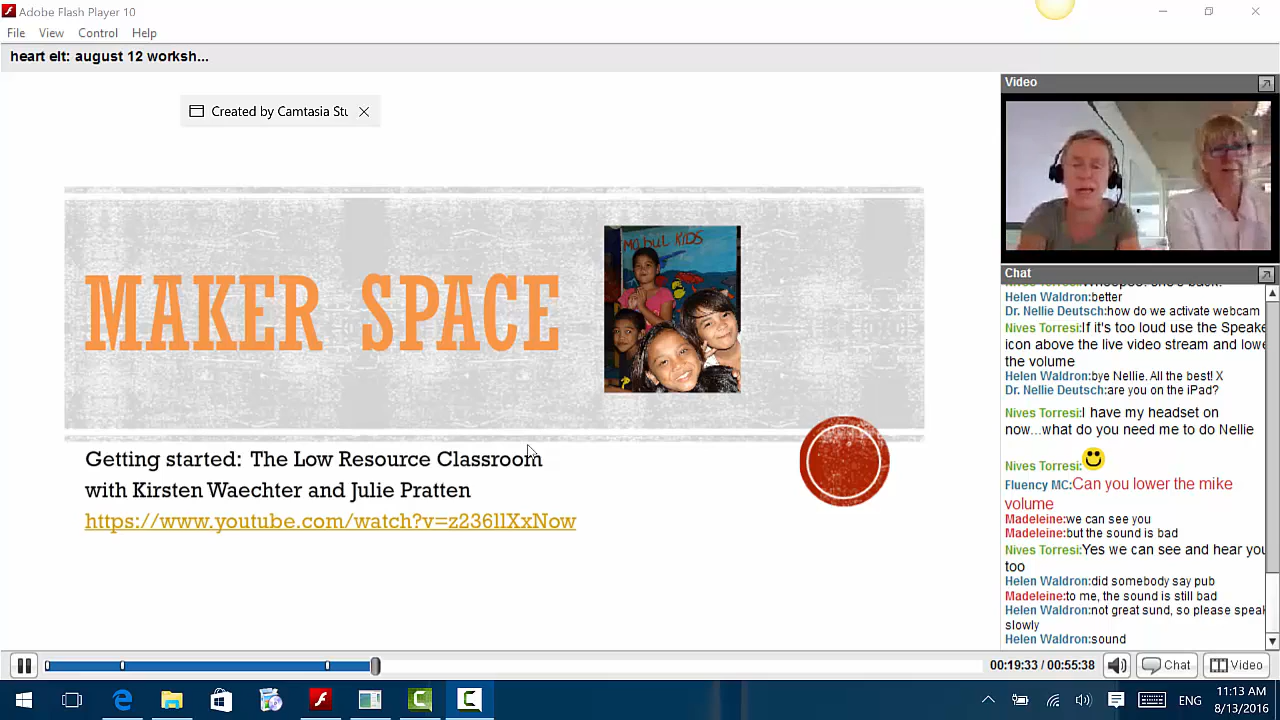 Adobe Flash Player 10
File View Control Help
heart elt: august 12 worksh...
Created by Camtasia Stu
MAKER SPACE
Getting started: The Low Resource Classroom
with Kirsten Waechter and Julie Pratten
https://www.youtube.com/watch?v=z236llXxNow
Video
Chat
Helen Waldron:better
Dr. Nellie Deutsch:how do we activate webcam
Nives Torresi:If it's too loud use the Speake
icon above the live video stream and lowe
the volume
Helen Waldron:bye Nellie. All the best! X
Dr. Nellie Deutsch:are you on the iPad?
Nives Torresi:I have my headset on
now...what do you need me to do Nellie
Nives Torresi:
Fluency MC:Can you lower the mike
volume
Madeleine:we can see you
Madeleine:but the sound is bad
Nives Torresi:Yes we can see and hear you
too
Helen Waldron:did somebody say pub
Madeleine:to me, the sound is still bad
Helen Waldron:not great sund, so please speak
slowly
Helen Waldron:sound
00:19:33 / 00:55:38 Chat Video
ENG
11:13 AM
8/13/2016